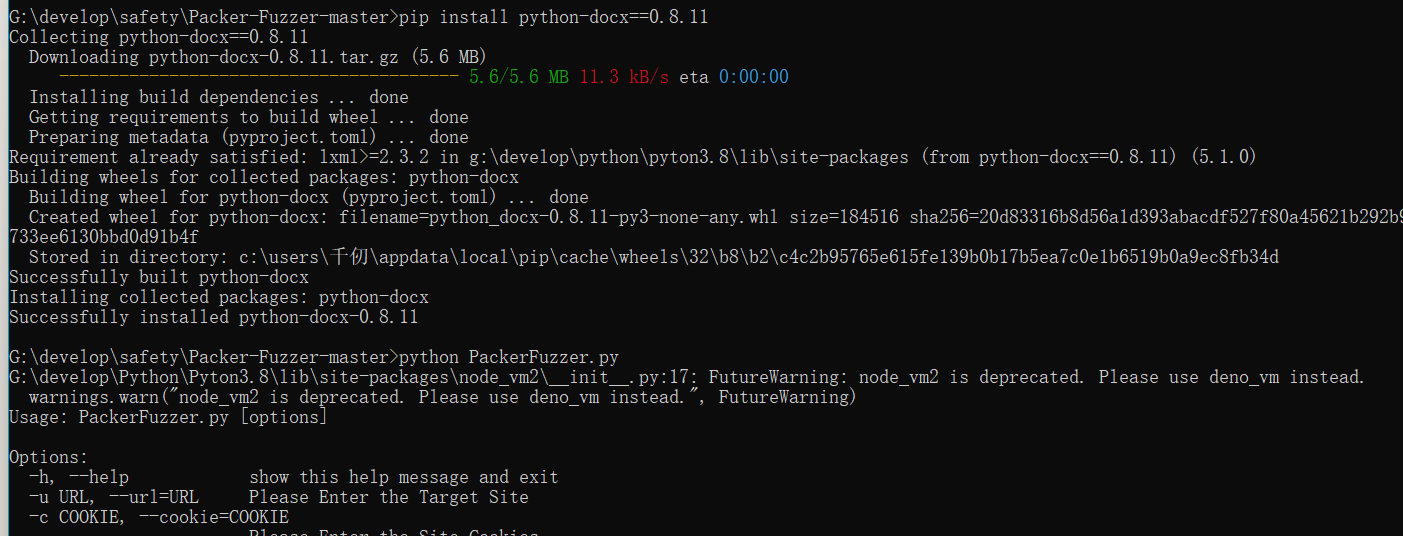 G:\develop\safety\Packer-Fuzzer-master>pip install python-docx==0.8.11
Collecting python-docx==0.8.11
Downloading python-docx-0.8.11.tar.gz (5.6 MB)
---------------------------------------- 5.6/5.6 MB 11.3 kB/s eta 0:00:00
Installing build dependencies ... done
Getting requirements to build wheel ... done
Preparing metadata (pyproject.toml) ... done
Requirement already satisfied: lxml>=2.3.2 in g:\develop\python\pyton3.8\lib\site-packages (from python-docx==0.8.11) (5.1.0)
Building wheels for collected packages: python-docx
Building wheel for python-docx (pyproject.toml) ... done
Created wheel for python-docx: filename=python_docx-0.8.11-py3-none-any.whl size=184516 sha256=20d83316b8d56a1d393abacdf527f80a45621b292b9
733ee6130bbd0d91b4f
Stored in directory: c:\users\千仞\appdata\local\pip\cache\wheels\32\b8\b2\c4c2b95765e615fe139b0b17b5ea7c0e1b6519b0a9ec8fb34d
Successfully built python-docx
Installing collected packages: python-docx
Successfully installed python-docx-0.8.11
G:\develop\safety\Packer-Fuzzer-master>python PackerFuzzer.py
G:\develop\Python\Pyton3.8\lib\site-packages\node_vm2\__init__.py:17: FutureWarning: node_vm2 is deprecated. Please use deno_vm instead.
warnings.warn("node_vm2 is deprecated. Please use deno_vm instead.", FutureWarning)
Usage: PackerFuzzer.py [options]
Options:
-h, --help show this help message and exit
-u URL, --url=URL Please Enter the Target Site
-c COOKIE, --cookie=COOKIE
Please Enter the Site Cookies